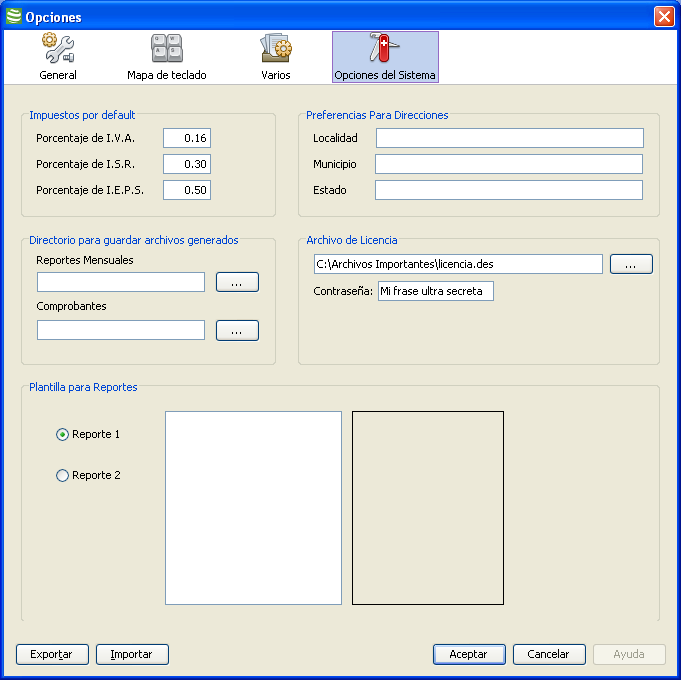 Opciones
General
Mapa de teclado
Varios
Opciones del Sistema
Impuestos por default
Porcentaje de I.V.A. 0.16
Porcentaje de I.S.R. 0.30
Porcentaje de I.E.P.S. 0.50
Preferencias Para Direcciones
Localidad
Municipio
Estado
Directorio para guardar archivos generados
Reportes Mensuales
...
Comprobantes
...
Archivo de Licencia
C:\Archivos Importantes\licencia.des ...
Contraseña: Mi frase ultra secreta
Plantilla para Reportes
Reporte 1
Reporte 2
Exportar
Importar
Aceptar
Cancelar
Ayuda